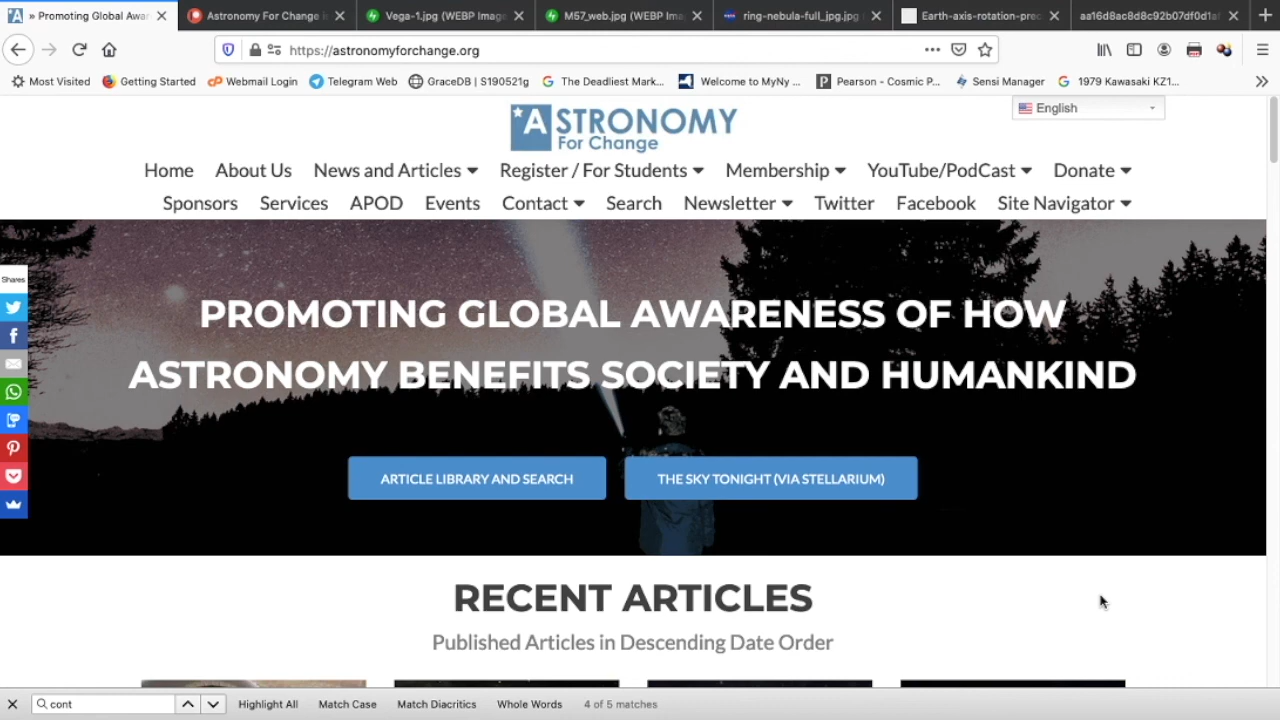 » Promoting Global Awar
Astronomy For Change i
Vega-1.jpg (WEBP Image
M57_web.jpg (WEBP Ima
ring-nebula-full_jpg.jpg
Earth-axis-rotation-prec
aa16d8ac8d8c92b07df0d1a
https://astronomyforchange.org
Most Visited
Getting Started
Webmail Login
Telegram Web
GraceDB | S190521g
The Deadliest Mark...
Welcome to MyNy ...
Pearson - Cosmic P...
Sensi Manager
1979 Kawasaki KZ1...
ASTRONOMY
For Change
English
Home About Us News and Articles Register / For Students Membership YouTube/PodCast Donate
Sponsors Services APOD Events Contact Search Newsletter Twitter Facebook Site Navigator
Shares
PROMOTING GLOBAL AWARENESS OF HOW
ASTRONOMY BENEFITS SOCIETY AND HUMANKIND
ARTICLE LIBRARY AND SEARCH
THE SKY TONIGHT (VIA STELLARIUM)
RECENT ARTICLES
Published Articles in Descending Date Order
cont
Highlight All
Match Case
Match Diacritics
Whole Words
4 of 5 matches